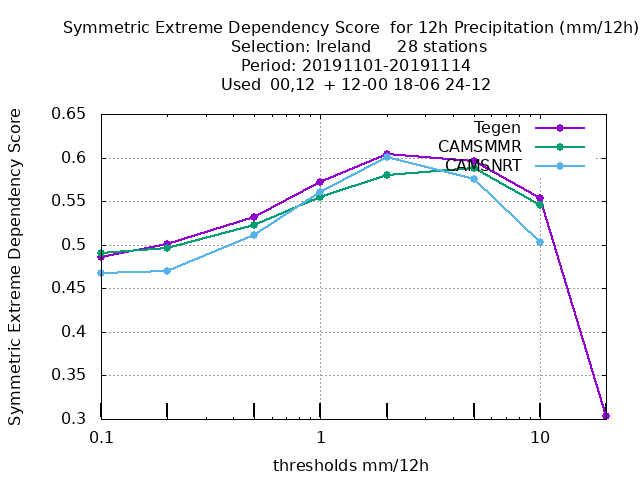 Symmetric Extreme Dependency Score  for 12h Precipitation (mm/12h)
Selection: Ireland     28 stations
Period: 20191101-20191114
Used  00,12  + 12-00 18-06 24-12
Symmetric Extreme Dependency Score
0.65
0.6
0.55
0.5
0.45
0.4
0.35
0.3
Tegen
CAMSMMR
CAMSNRT
0.1
1
10
thresholds mm/12h